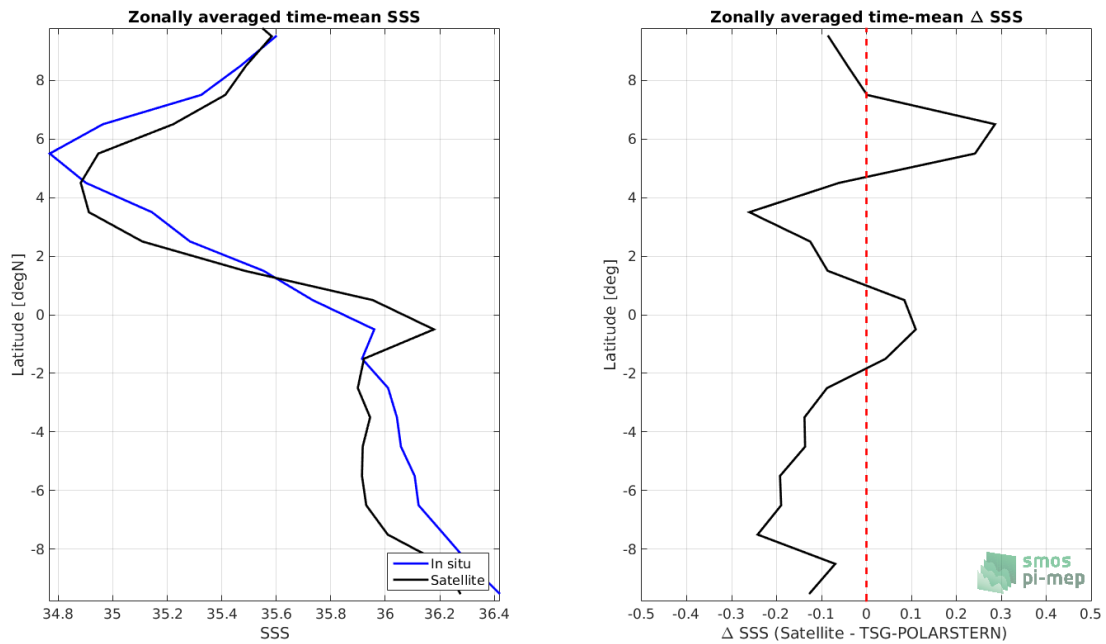 Zonally averaged time-mean SSS
Latitude [degN]
8
6
4
2
0
-2
-4
-6
-8
34.8 35 35.2 35.4 35.6 35.8 36 36.2 36.4
SSS
In situ
Satellite
Zonally averaged time-mean Δ SSS
Latitude [deg]
8
6
4
2
0
-2
-4
-6
-8
-0.5 -0.4 -0.3 -0.2 -0.1 0 0.1 0.2 0.3 0.4 0.5
Δ SSS (Satellite - TSG-POLARSTERN)
smos
pi-mep